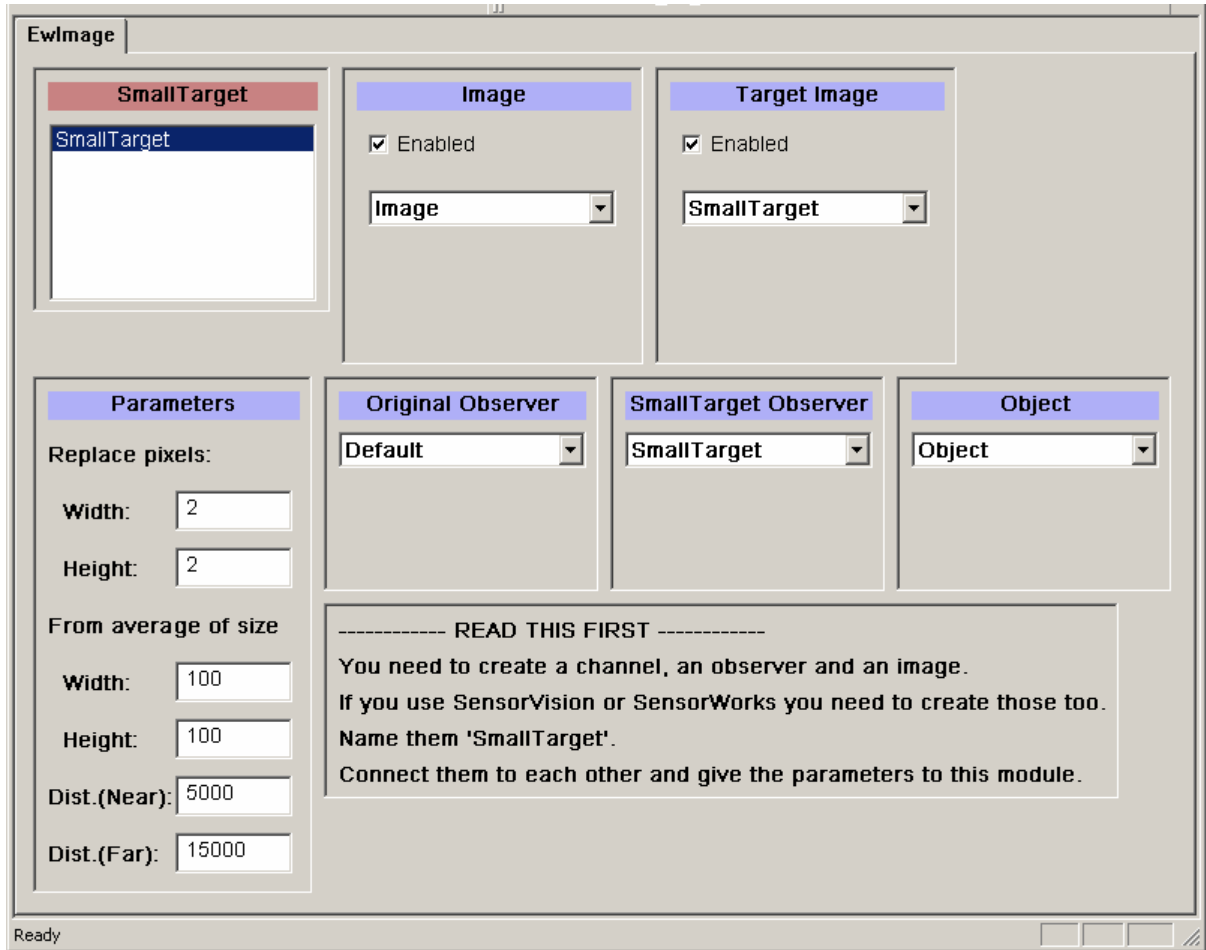 EwImage
SmallTarget
SmallTarget
Image
Enabled
Image
Target Image
Enabled
SmallTarget
Parameters
Replace pixels:
Width: 2
Height: 2
From average of size
Width: 100
Height: 100
Dist.(Near): 5000
Dist.(Far): 15000
Original Observer
Default
SmallTarget Observer
SmallTarget
Object
Object
------------ READ THIS FIRST ------------
You need to create a channel, an observer and an image.
If you use SensorVision or SensorWorks you need to create those too.
Name them 'SmallTarget'.
Connect them to each other and give the parameters to this module.
Ready